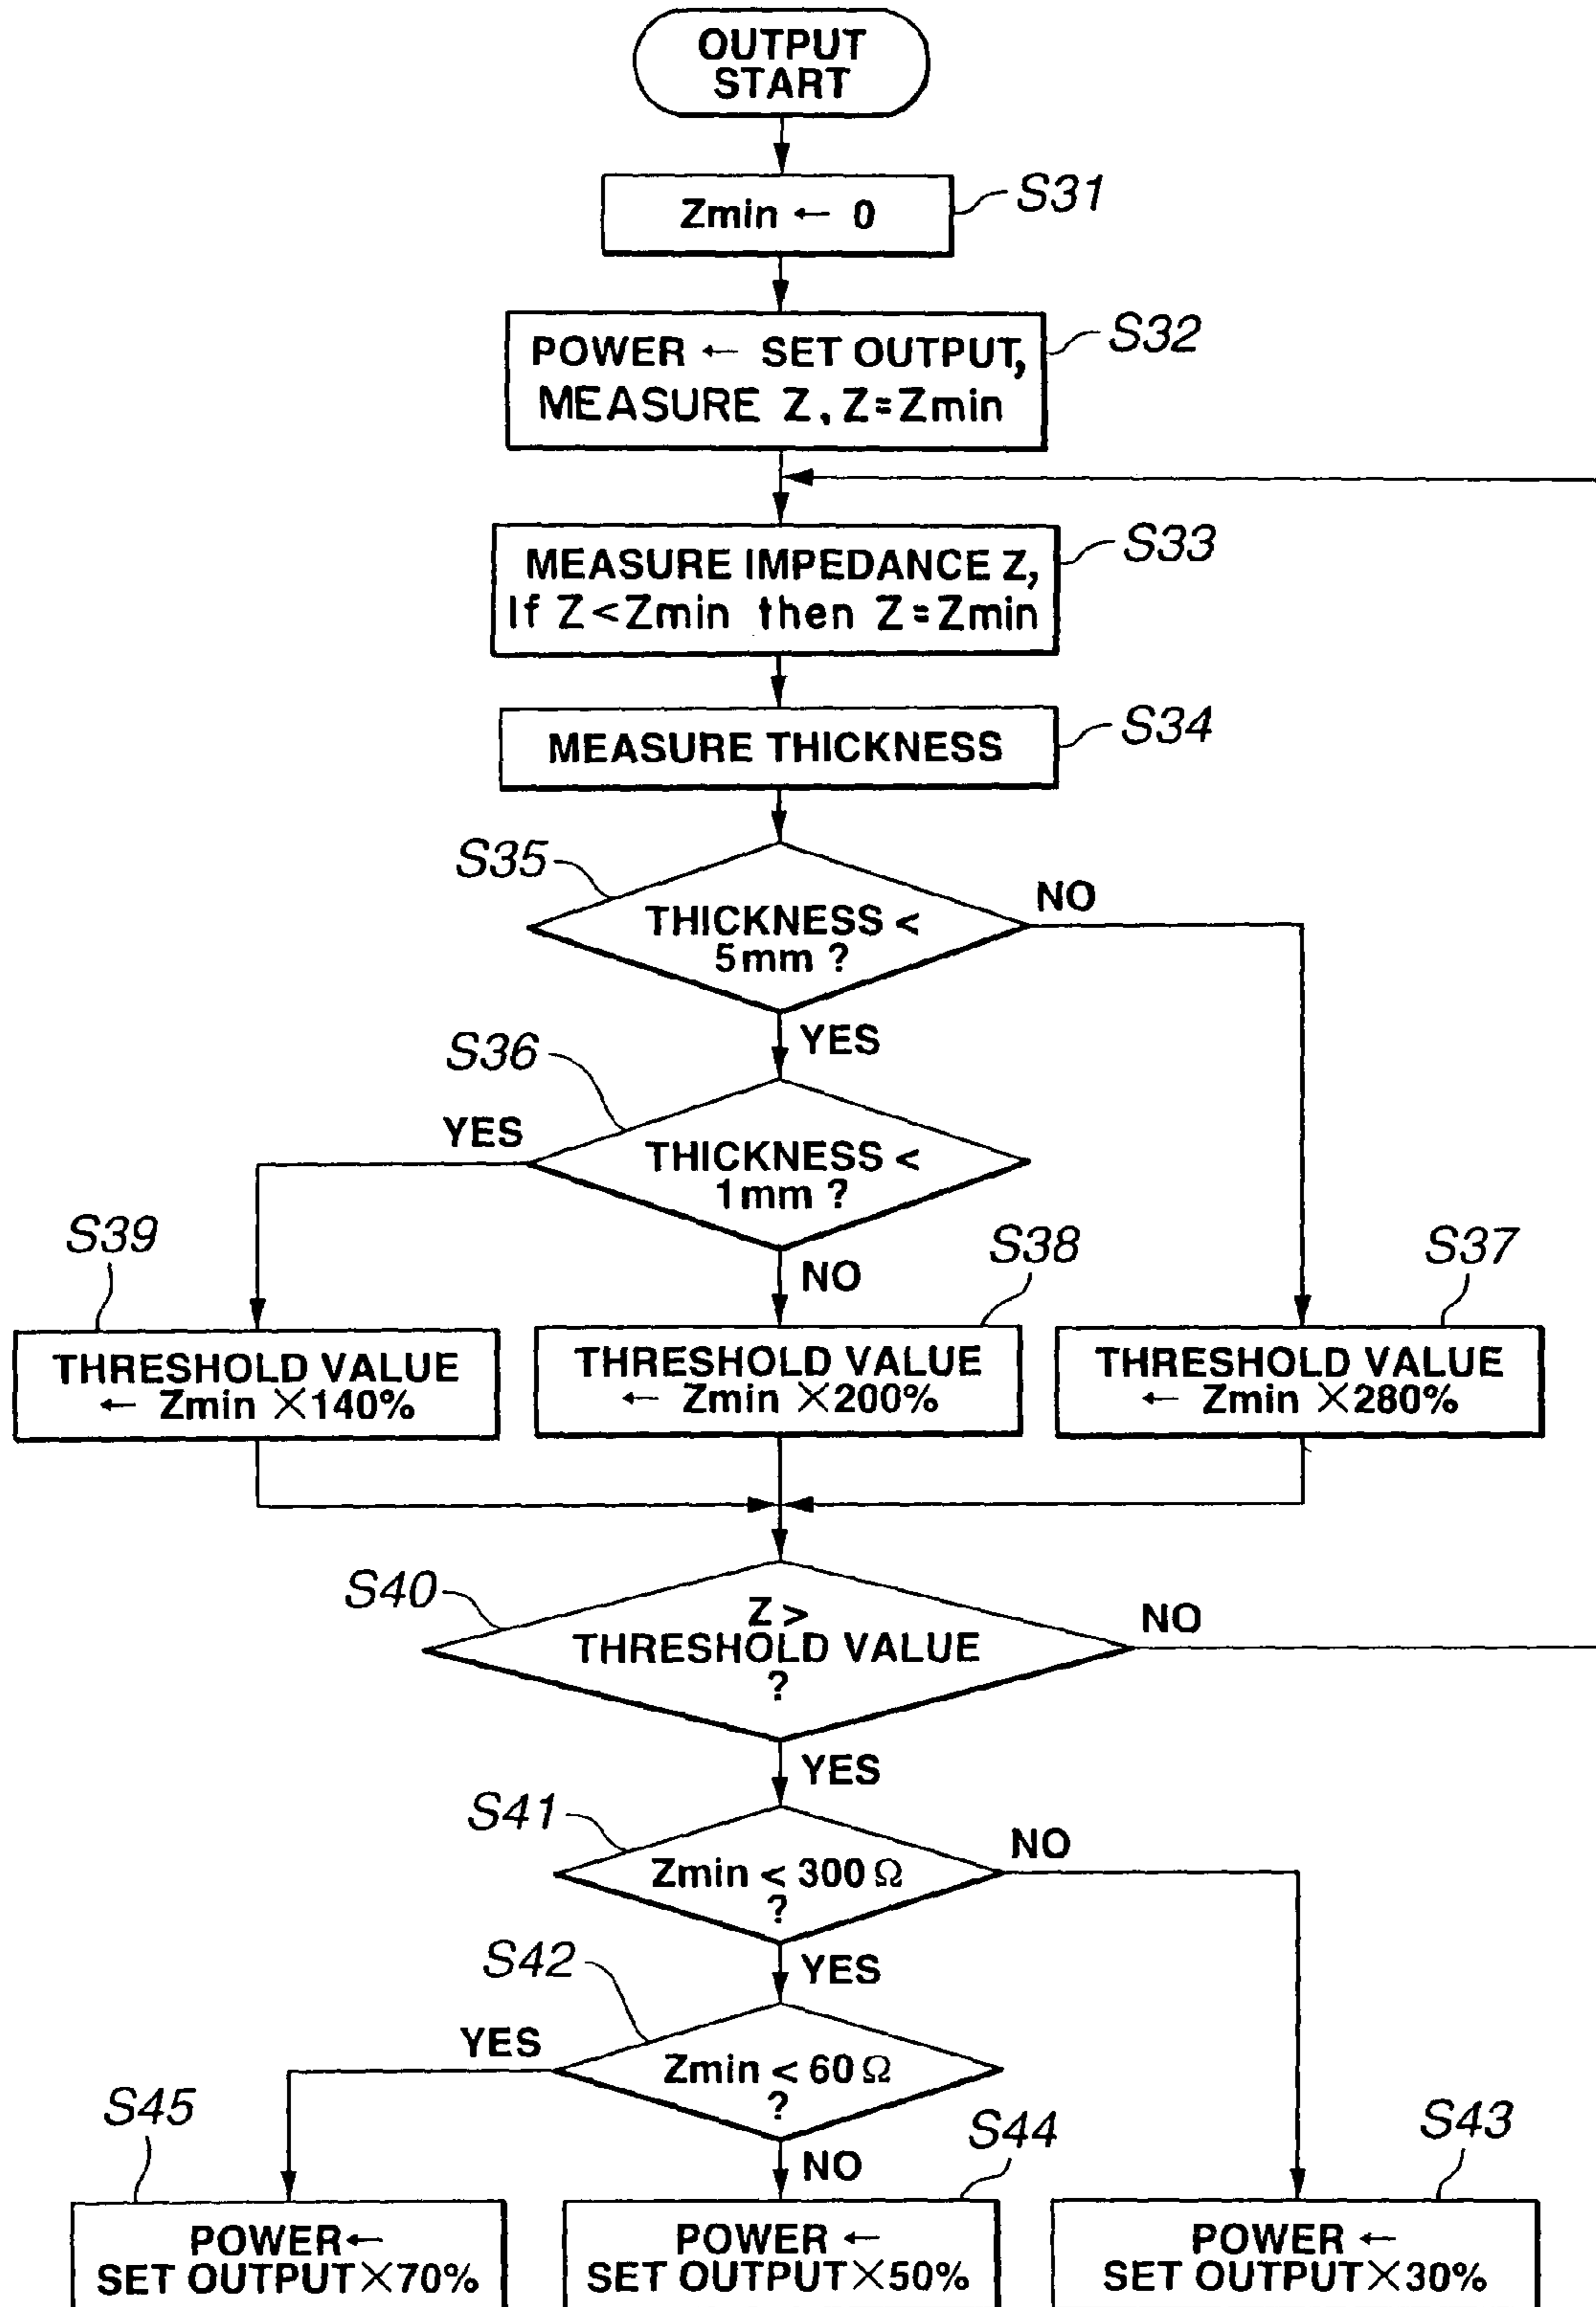 OUTPUT
START
Zmin ← 0
S31
POWER ← SET OUTPUT,
MEASURE Z, Z=Zmin
S32
MEASURE IMPEDANCE Z,
If Z<Zmin then Z=Zmin
S33
MEASURE THICKNESS
S34
S35
THICKNESS <
5mm ?
NO
YES
S36
YES
THICKNESS <
1mm ?
NO
S39
S38
S37
THRESHOLD VALUE
← Zmin ×140%
THRESHOLD VALUE
← Zmin ×200%
THRESHOLD VALUE
← Zmin ×280%
S40
Z >
THRESHOLD VALUE
?
NO
YES
S41
Zmin < 300 Ω
?
NO
YES
S42
YES
Zmin < 60 Ω
?
NO
S45
S44
S43
POWER←
SET OUTPUT×70%
POWER ←
SET OUTPUT×50%
POWER ←
SET OUTPUT×30%